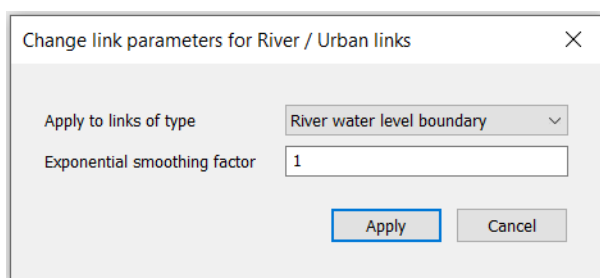 Change link parameters for River / Urban links
Apply to links of type River water level boundary
Exponential smoothing factor 1
Apply Cancel